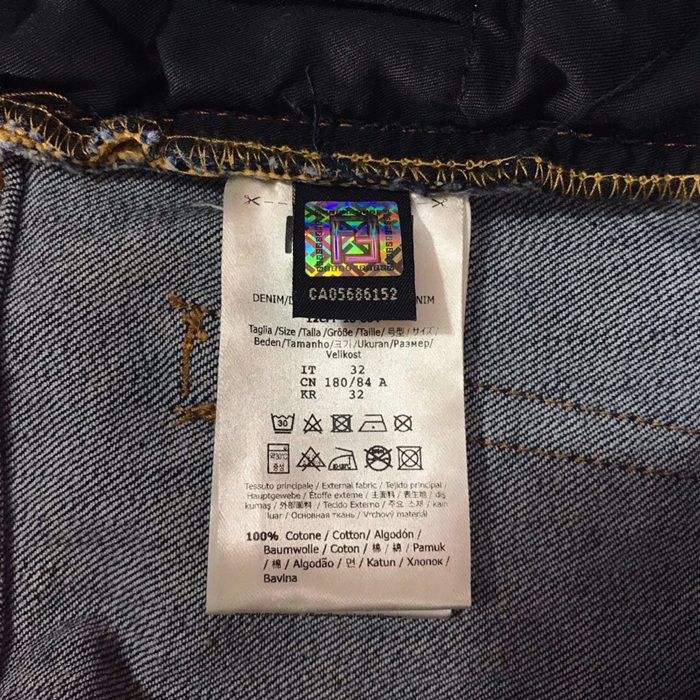 CA05686152
DENIM/
Taglia/Size/Talla/Größe/Taille/号型/サイズ/
Beden/Tamanho/크기/Ukuran/Размер/
Velikost
IT 32
CN 180/84 A
KR 32
30
중성
Tessuto principale / External fabric / Tejido principal /
Hauptgewebe / Étoffe externe / 主面料 / 表生地 / dış
kumaş / 外部面料 / Tecido Externo / 주요 소재 / kain
luar / Основная ткань / Vrchový materiál
100% Cotone / Cotton/ Algodón/
Baumwolle / Coton / 棉 / 綿 / Pamuk
/ 棉 / Algodão / 면 / Katun / Хлопок /
Bavlna